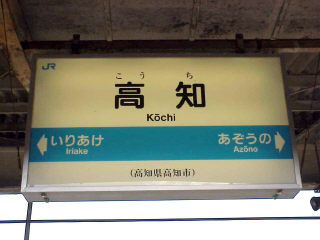 JR
こうち
高知
Kōchi
いりあけ あぞうの
Iriake Azōno
(高知県高知市)